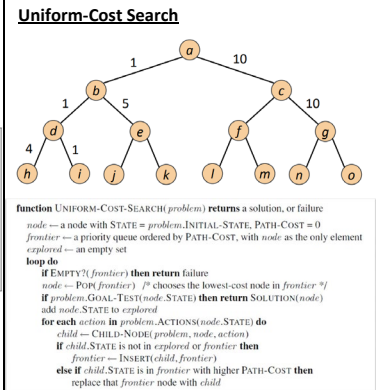 Uniform-Cost Search
a
1
10
b
c
1
5
10
d
e
f
g
4
1
h
i
j
k
l
m
n
o
function UNIFORM-COST-SEARCH(problem) returns a solution, or failure
node ← a node with STATE = problem.INITIAL-STATE, PATH-COST = 0
frontier ← a priority queue ordered by PATH-COST, with node as the only element
explored ← an empty set
loop do
if EMPTY?(frontier) then return failure
node ← POP(frontier) /* chooses the lowest-cost node in frontier */
if problem.GOAL-TEST(node.STATE) then return SOLUTION(node)
add node.STATE to explored
for each action in problem.ACTIONS(node.STATE) do
child ← CHILD-NODE(problem, node, action)
if child.STATE is not in explored or frontier then
frontier ← INSERT(child, frontier)
else if child.STATE is in frontier with higher PATH-COST then
replace that frontier node with child